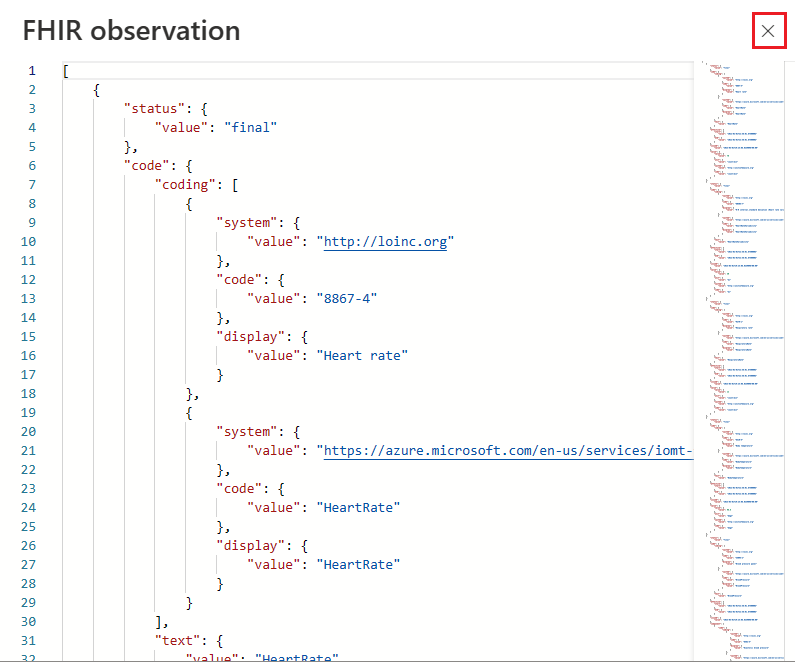 FHIR observation
1 [
2 {
3 "status": {
4 "value": "final"
5 },
6 "code": {
7 "coding": [
8 {
9 "system": {
10 "value": "http://loinc.org"
11 },
12 "code": {
13 "value": "8867-4"
14 },
15 "display": {
16 "value": "Heart rate"
17 }
18 },
19 {
20 "system": {
21 "value": "https://azure.microsoft.com/en-us/services/iomt-
22 },
23 "code": {
24 "value": "HeartRate"
25 },
26 "display": {
27 "value": "HeartRate"
28 }
29 }
30 ],
31 "text": {
32 "value": "HeartRate"